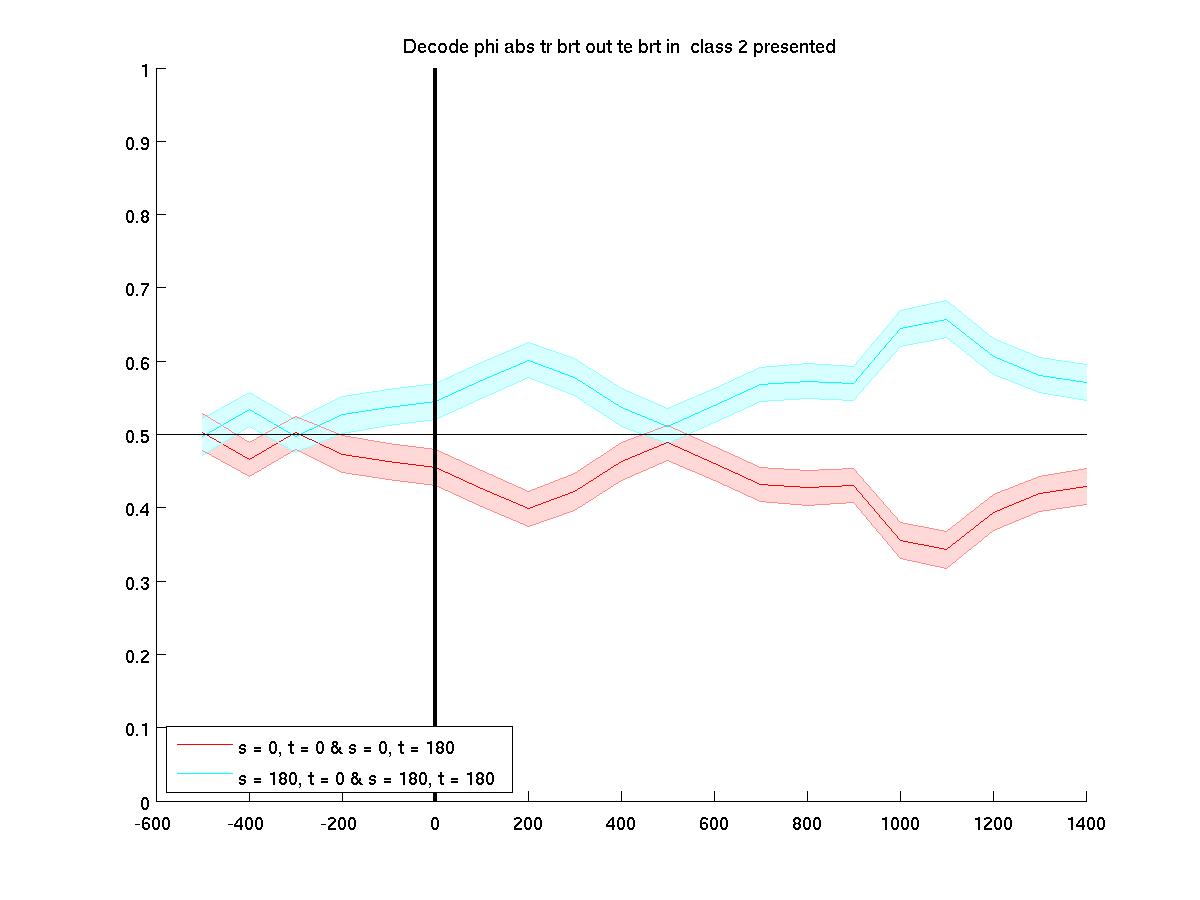 Decode phi abs tr brt out te brt in  class 2 presented
1
0.9
0.8
0.7
0.6
0.5
0.4
0.3
0.2
0.1
0
s = 0, t = 0 & s = 0, t = 180
s = 180, t = 0 & s = 180, t = 180
-600 -400 -200 0 200 400 600 800 1000 1200 1400